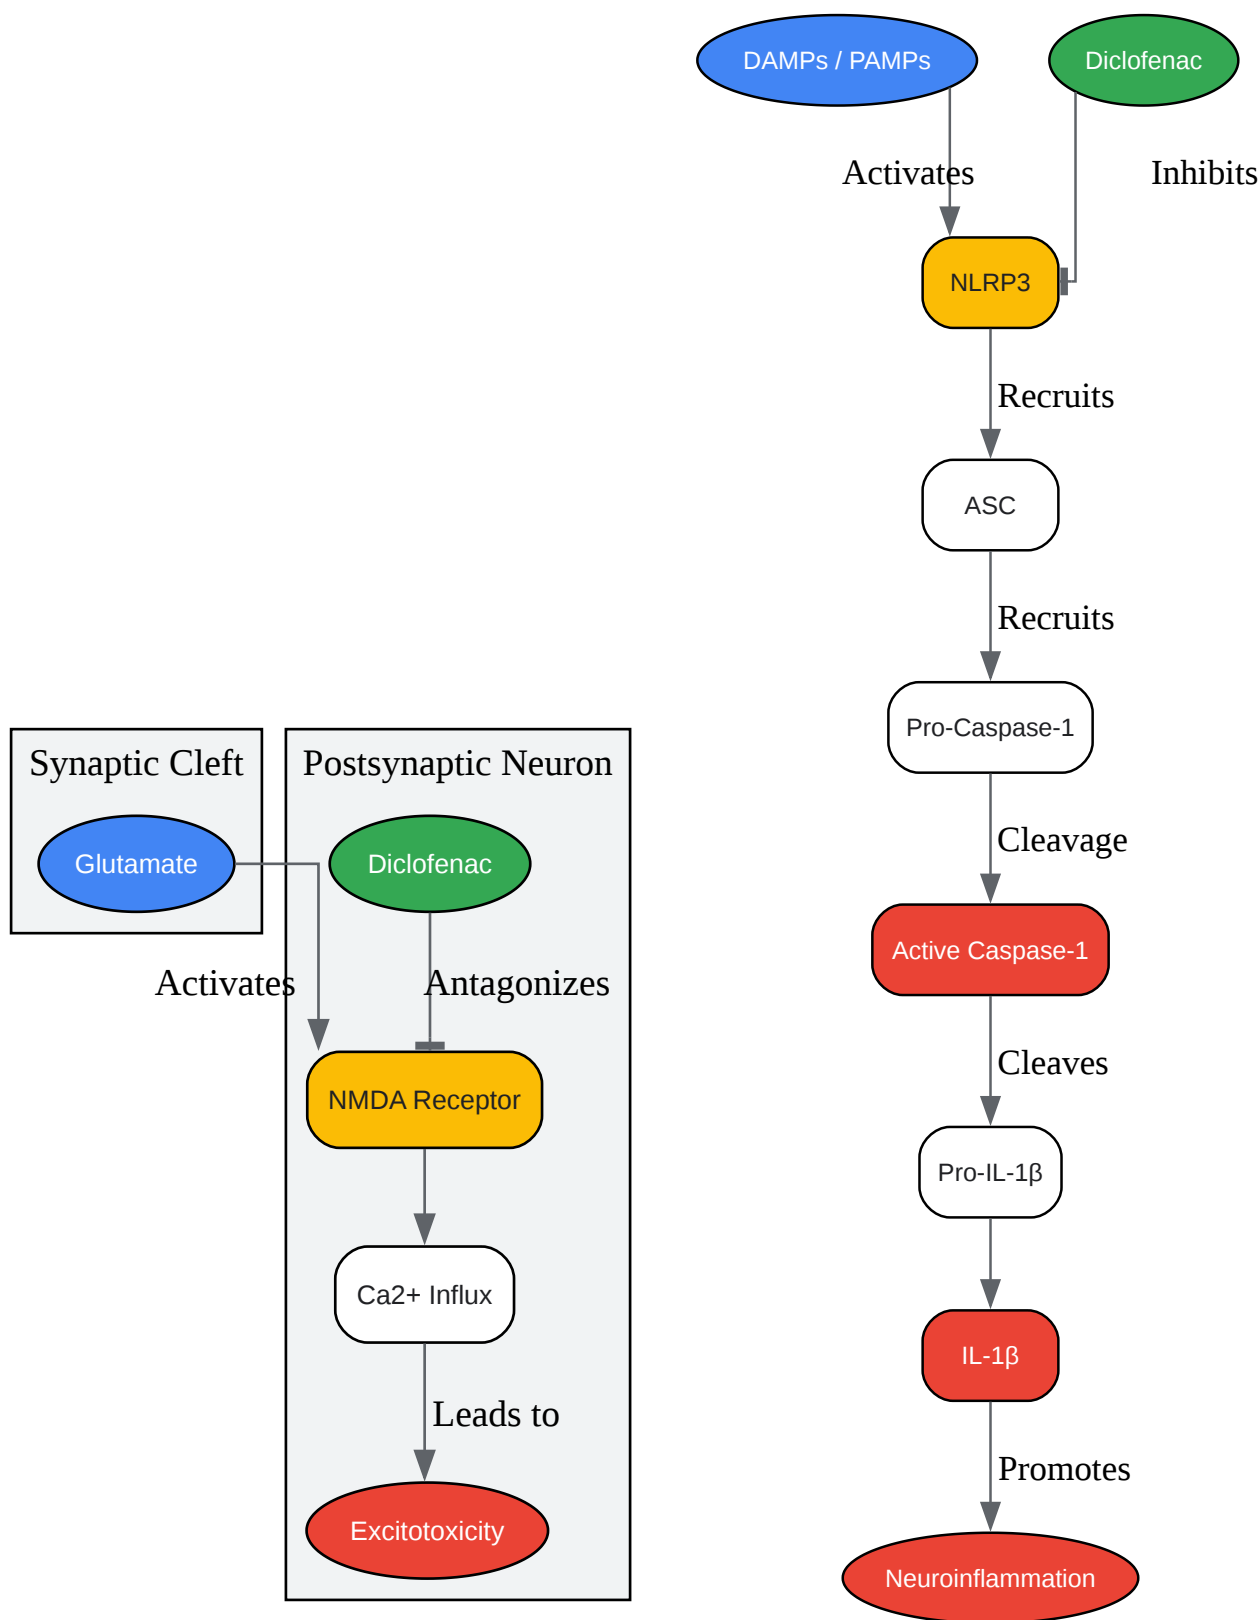 DAMPs / PAMPs
Diclofenac
Activates
Inhibits
NLRP3
Recruits
ASC
Recruits
Pro-Caspase-1
Cleavage
Active Caspase-1
Cleaves
Pro-IL-1β
IL-1β
Promotes
Neuroinflammation
Synaptic Cleft
Glutamate
Activates
Postsynaptic Neuron
Diclofenac
Antagonizes
NMDA Receptor
Ca2+ Influx
Leads to
Excitotoxicity